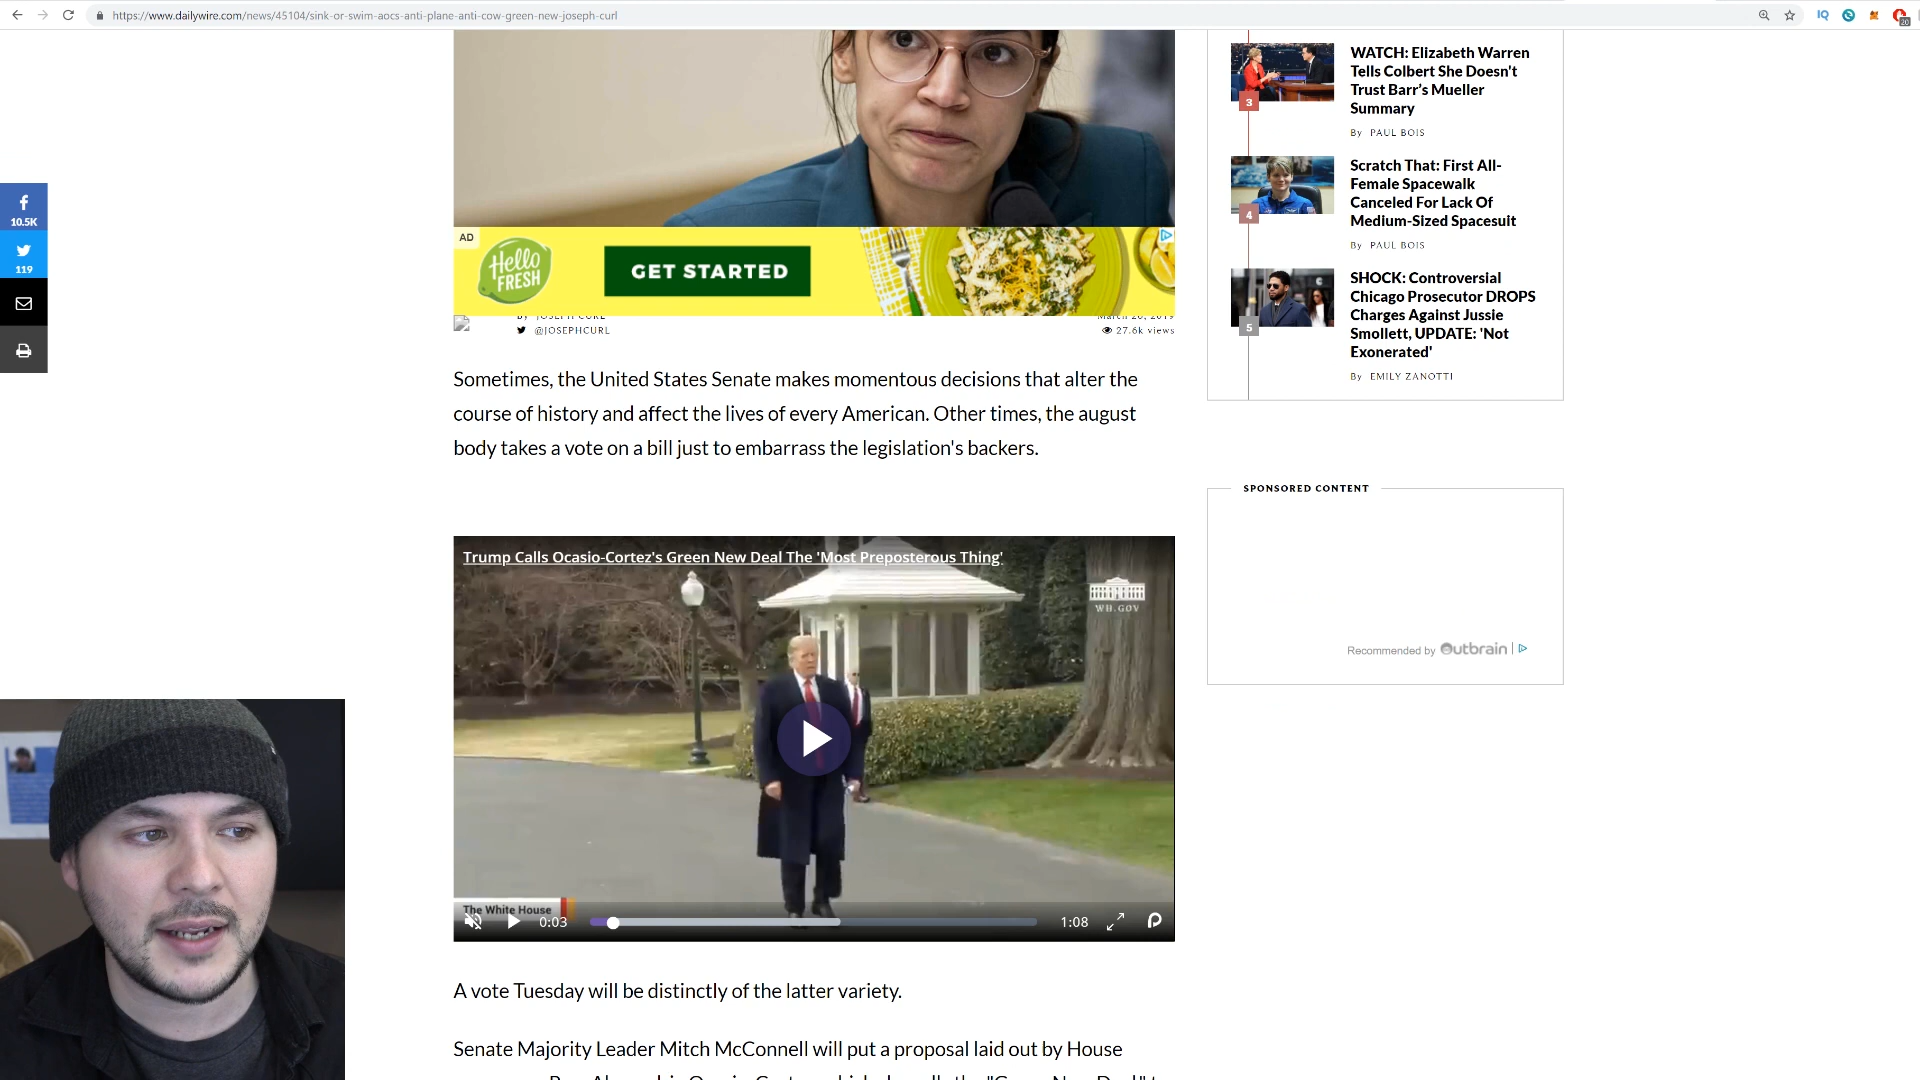 https://www.dailywire.com/news/45104/sink-or-swim-aocs-anti-plane-anti-cow-green-new-joseph-curl
IQ
20
f
10.5K
119
AD
Hello
FRESH
GET STARTED
@JOSEPHCURL
27.6k views
Sometimes, the United States Senate makes momentous decisions that alter the
course of history and affect the lives of every American. Other times, the august
body takes a vote on a bill just to embarrass the legislation's backers.
Trump Calls Ocasio-Cortez's Green New Deal The 'Most Preposterous Thing'
WH.GOV
The White House
0:03
1:08
A vote Tuesday will be distinctly of the latter variety.
Senate Majority Leader Mitch McConnell will put a proposal laid out by House
3
WATCH: Elizabeth Warren
Tells Colbert She Doesn't
Trust Barr's Mueller
Summary
By PAUL BOIS
4
Scratch That: First All-
Female Spacewalk
Canceled For Lack Of
Medium-Sized Spacesuit
By PAUL BOIS
5
SHOCK: Controversial
Chicago Prosecutor DROPS
Charges Against Jussie
Smollett, UPDATE: 'Not
Exonerated'
By EMILY ZANOTTI
SPONSORED CONTENT
Recommended by Outbrain